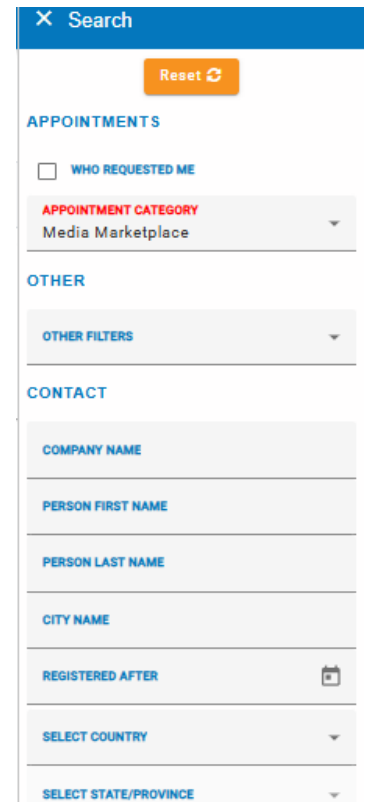 Search
Reset
APPOINTMENTS
WHO REQUESTED ME
APPOINTMENT CATEGORY
Media Marketplace
OTHER
OTHER FILTERS
CONTACT
COMPANY NAME
PERSON FIRST NAME
PERSON LAST NAME
CITY NAME
REGISTERED AFTER
SELECT COUNTRY
SELECT STATE/PROVINCE